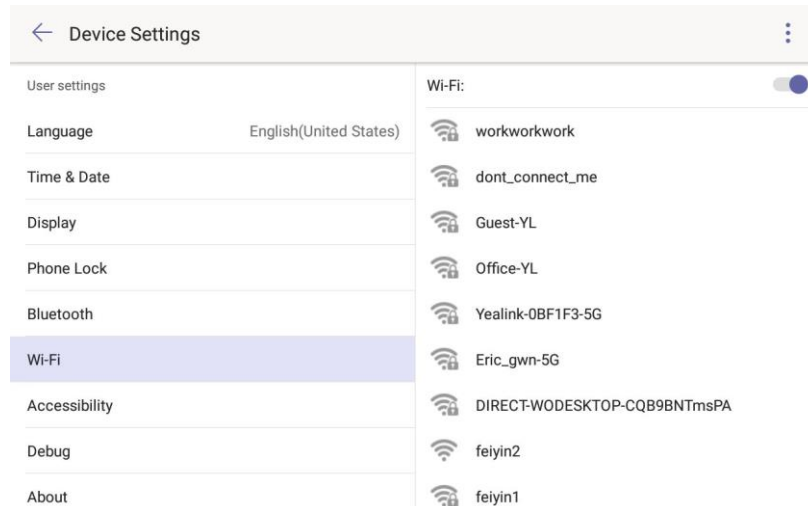 Device Settings
User settings
Language English(United States)
Time & Date
Display
Phone Lock
Bluetooth
Wi-Fi
Accessibility
Debug
About
Wi-Fi:
workworkwork
dont_connect_me
Guest-YL
Office-YL
Yealink-0BF1F3-5G
Eric_gwn-5G
DIRECT-WODESKTOP-CQB9BNTmsPA
feiyin2
feiyin1